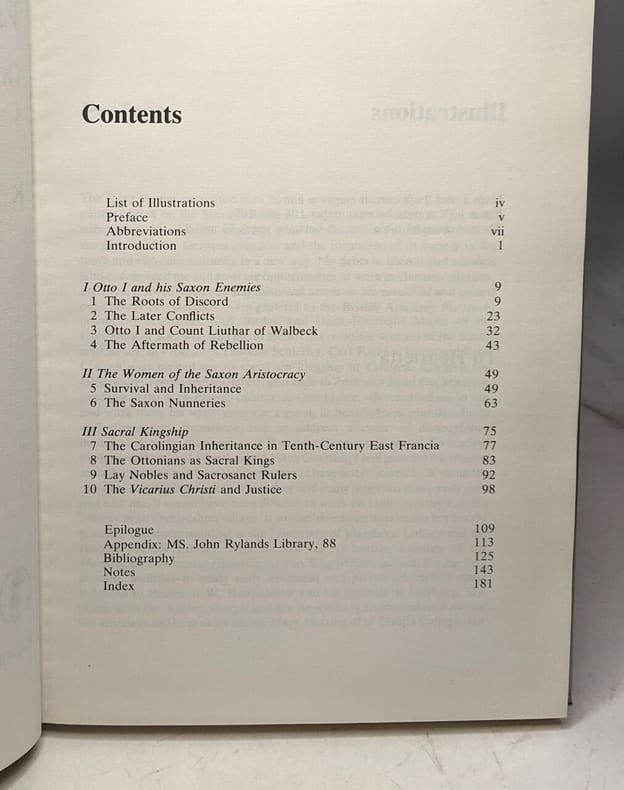 Contents
List of Illustrations iv
Preface v
Abbreviations vii
Introduction 1
I Otto I and his Saxon Enemies 9
1 The Roots of Discord 9
2 The Later Conflicts 23
3 Otto I and Count Liuthar of Walbeck 32
4 The Aftermath of Rebellion 43
II The Women of the Saxon Aristocracy 49
5 Survival and Inheritance 49
6 The Saxon Nunneries 63
III Sacral Kingship 75
7 The Carolingian Inheritance in Tenth-Century East Francia 77
8 The Ottonians as Sacral Kings 83
9 Lay Nobles and Sacrosanct Rulers 92
10 The Vicarius Christi and Justice 98
Epilogue 109
Appendix: MS. John Rylands Library, 88 113
Bibliography 125
Notes 143
Index 181